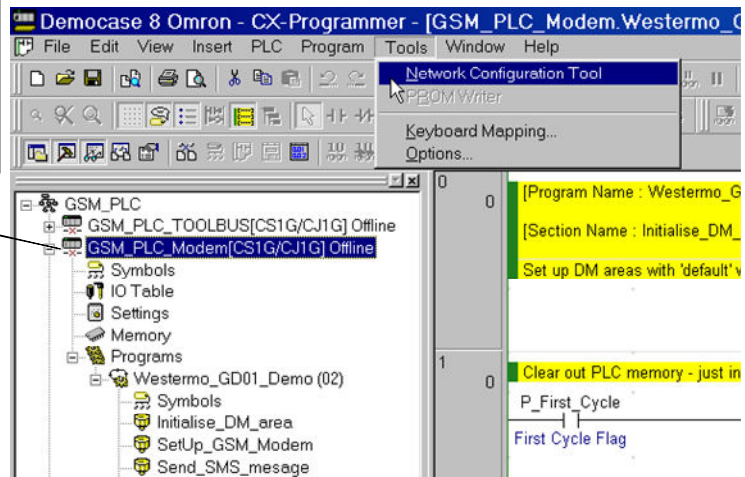 Democase 8 Omron - CX-Programmer - [GSM_PLC_Modem.Westermo_G
File Edit View Insert PLC Program Tools Window Help
Network Configuration Tool
PROM Writer
Keyboard Mapping...
Options...
GSM_PLC
GSM_PLC_TOOLBUS[CS1G/CJ1G] Offline
GSM_PLC_Modem[CS1G/CJ1G] Offline
Symbols
IO Table
Settings
Memory
Programs
Westermo_GD01_Demo (02)
Symbols
Initialise_DM_area
SetUp_GSM_Modem
Send_SMS_mesage
0
0
[Program Name : Westermo_G
[Section Name : Initialise_DM_
Set up DM areas with 'default' v
1
0
Clear out PLC memory - just in
P_First_Cycle
First Cycle Flag